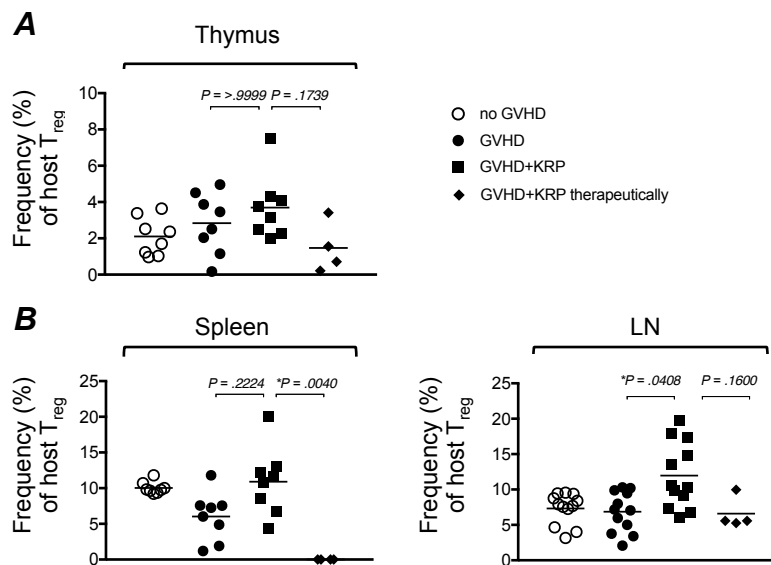 A
Thymus
Frequency (%)
of host Treg
10
8
6
4
2
0
P = >.9999
P = .1739
no GVHD
GVHD
GVHD+KRP
GVHD+KRP therapeutically
B
Spleen
Frequency (%)
of host Treg
25
20
15
10
5
0
P = .2224
*P = .0040
LN
Frequency (%)
of host Treg
25
20
15
10
5
0
*P = .0408
P = .1600